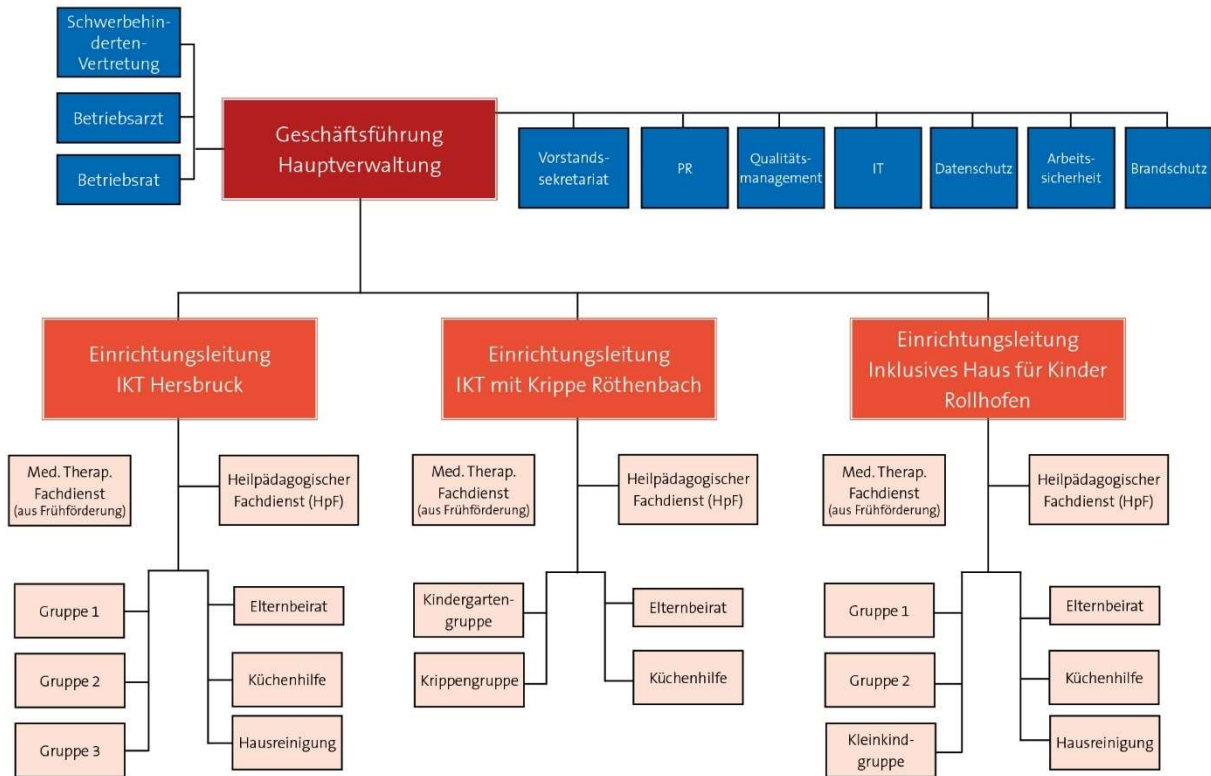 Schwerbehin-
derten-
Vertretung
Betriebsarzt
Betriebsrat
Geschäftsführung
Hauptverwaltung
Vorstands-
sekretariat
PR
Qualitäts-
management
IT
Datenschutz
Arbeits-
sicherheit
Brandschutz
Einrichtungsleitung
IKT Hersbruck
Einrichtungsleitung
IKT mit Krippe Röthenbach
Einrichtungsleitung
Inklusives Haus für Kinder
Rollhofen
Med. Therap.
Fachdienst
(aus Frühförderung)
Heilpädagogischer
Fachdienst (HpF)
Med. Therap.
Fachdienst
(aus Frühförderung)
Heilpädagogischer
Fachdienst (HpF)
Med. Therap.
Fachdienst
(aus Frühförderung)
Heilpädagogischer
Fachdienst (HpF)
Gruppe 1
Gruppe 2
Gruppe 3
Elternbeirat
Küchenhilfe
Hausreinigung
Kindergarten-
gruppe
Krippengruppe
Elternbeirat
Küchenhilfe
Gruppe 1
Gruppe 2
Kleinkind-
gruppe
Elternbeirat
Küchenhilfe
Hausreinigung